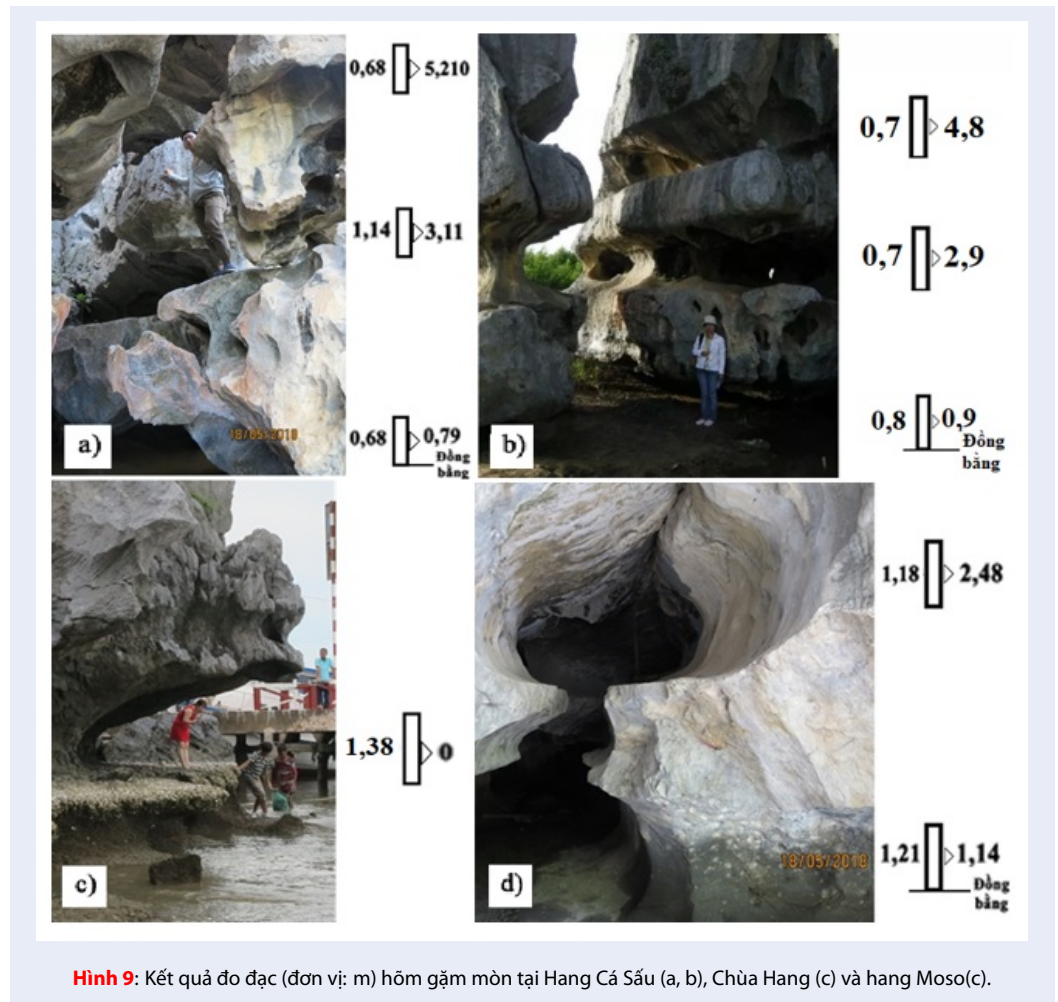 0,68 5,210
1,14 3,11
18/05/2018
a)
0,68 0,79
Đồng
bằng
0,7 4,8
0,7 2,9
b)
0,8 0,9
Đồng
bằng
c)
1,38 0
1,18 2,48
18/05/2018
d)
1,21 1,14
Đồng
bằng
Hình 9: Kết quả đo đạc (đơn vị: m) hõm gặm mòn tại Hang Cá Sấu (a, b), Chùa Hang (c) và hang Moso(c).